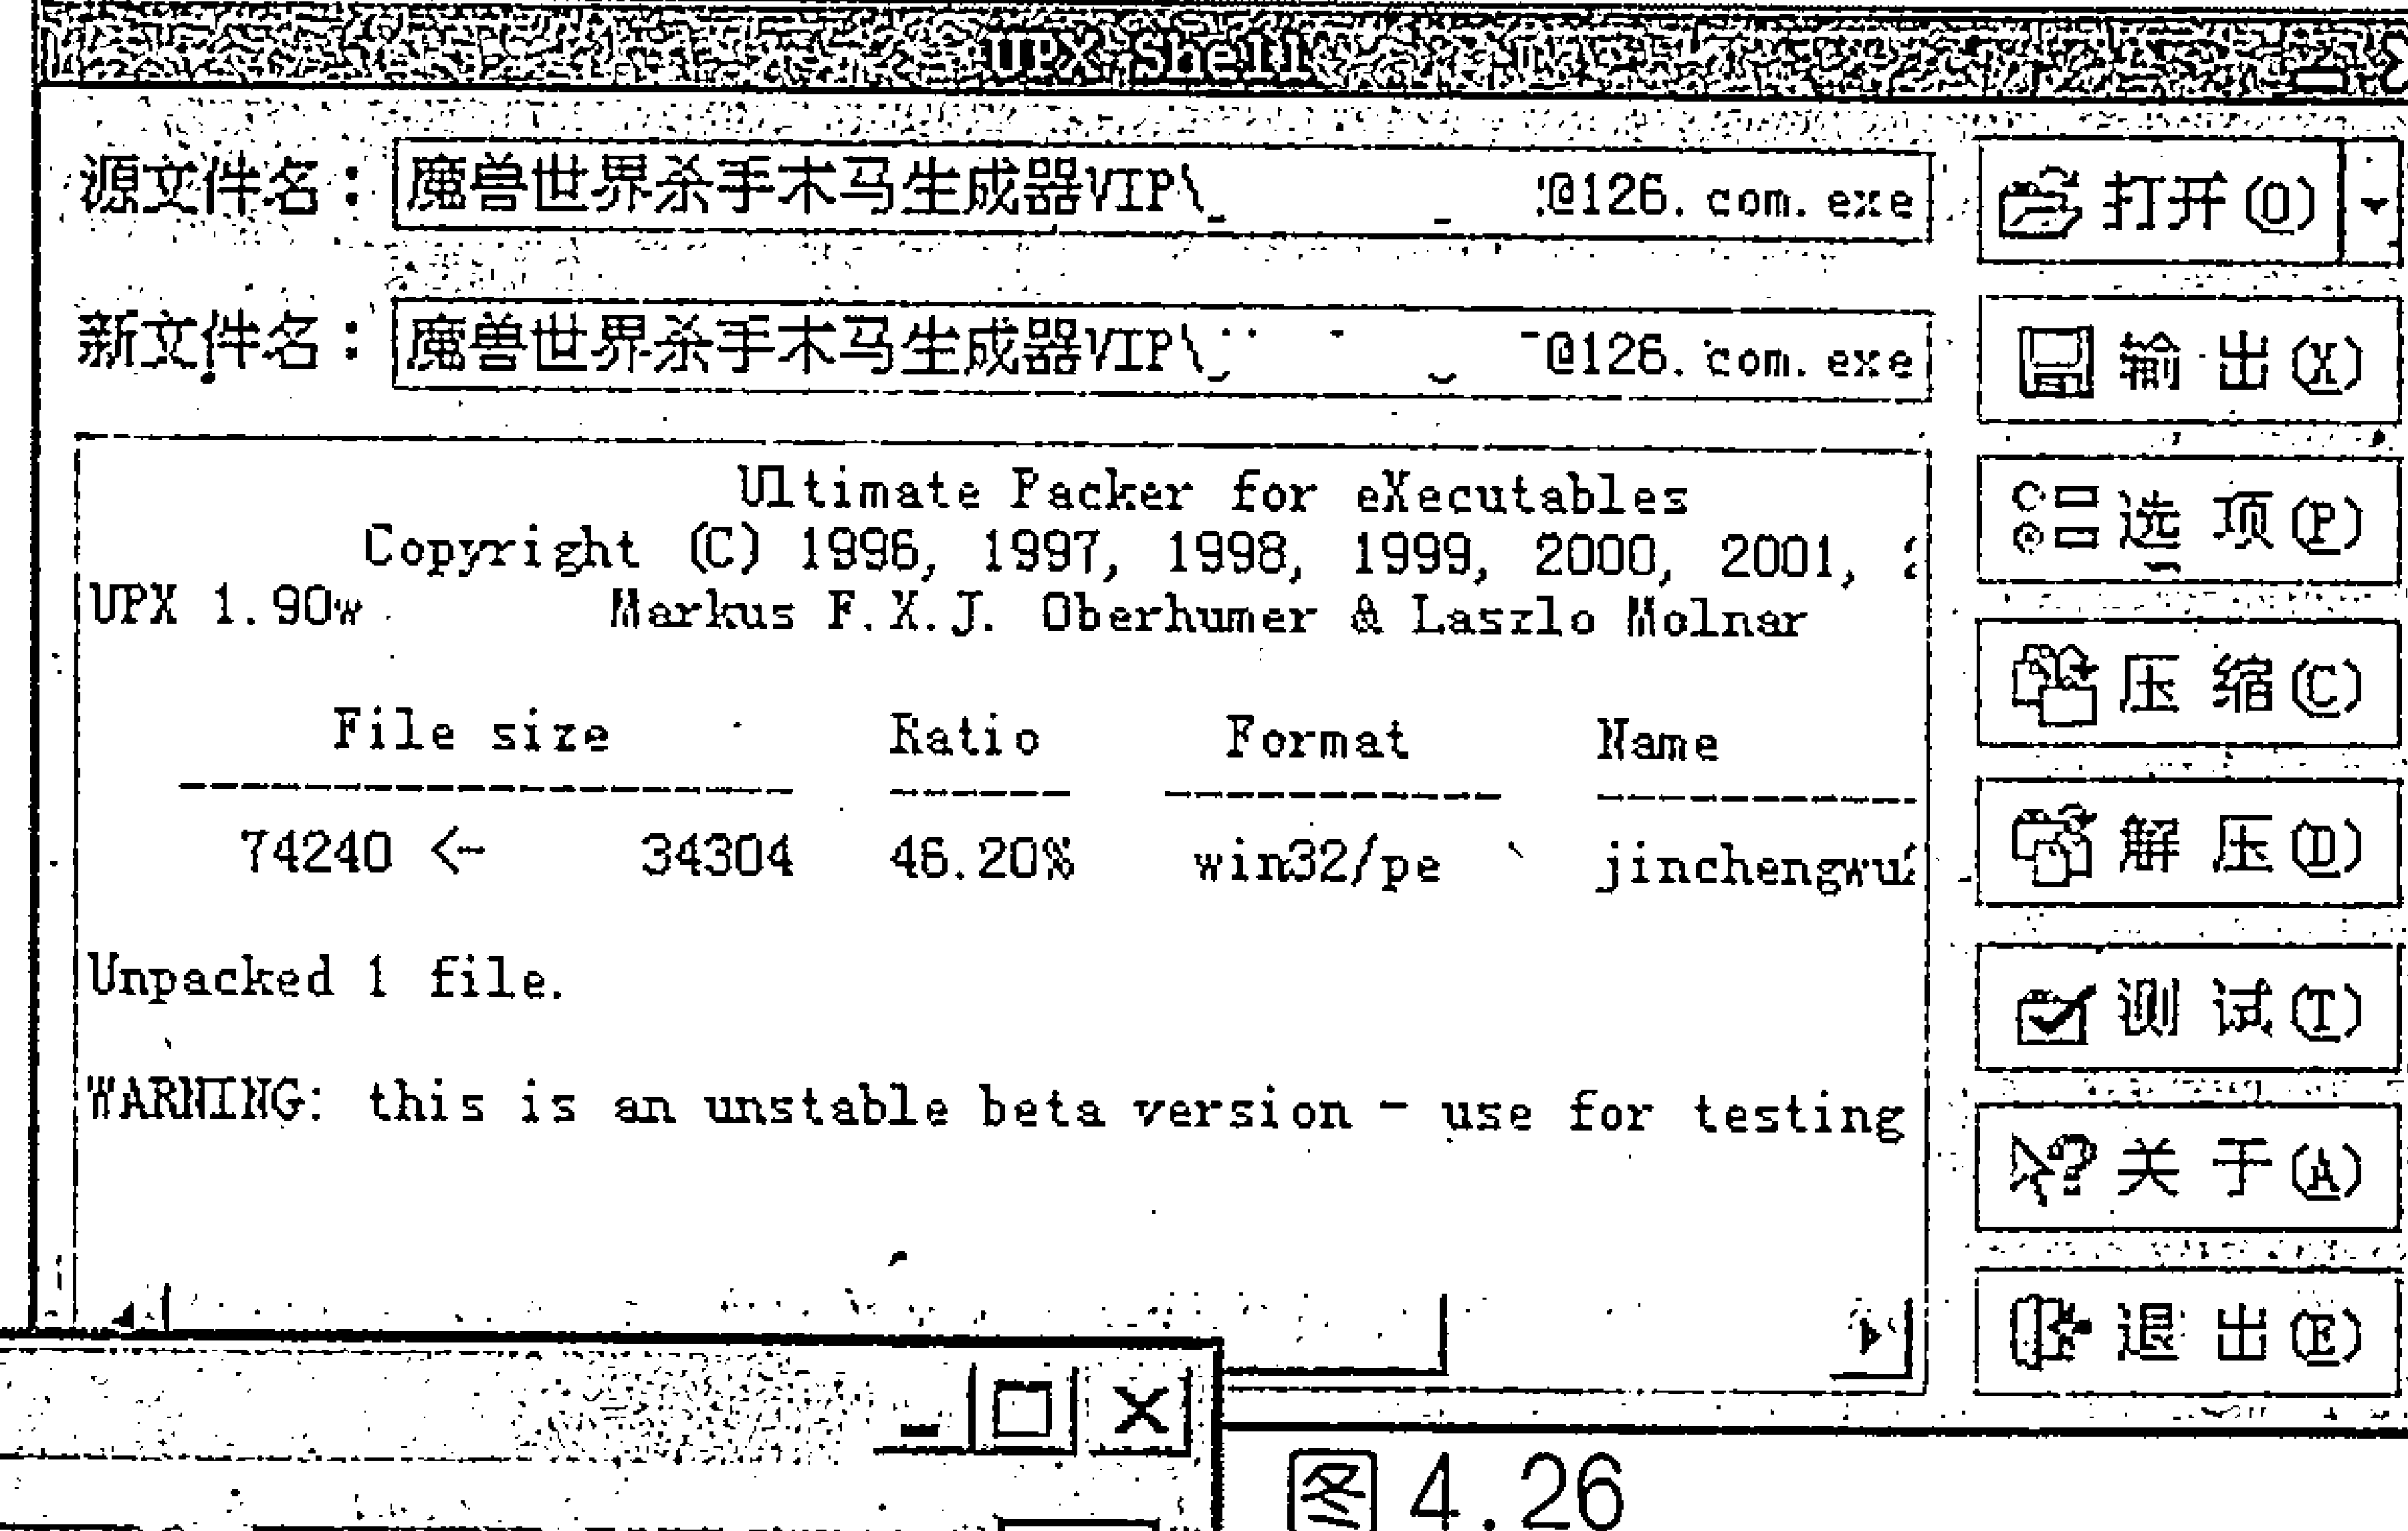 UPX Shell
源文件名：魔兽世界杀手木马生成器VIP\ @126.com.exe
打开(O)
新文件名：魔兽世界杀手木马生成器VIP\ @126.com.exe
输出(X)
Ultimate Packer for eXecutables
Copyright (C) 1996, 1997, 1998, 1999, 2000, 2001,
UPX 1.90w Markus F.X.J. Oberhumer & Laszlo Molnar
选项(P)
压缩(C)
File size Ratio Format Name
-------------------- ------ ----------- -----------
74240 <- 34304 46.20% win32/pe jinchengwu
解压(D)
Unpacked 1 file.
测试(T)
WARNING: this is an unstable beta version - use for testing
关于(A)
退出(E)
图 4.26